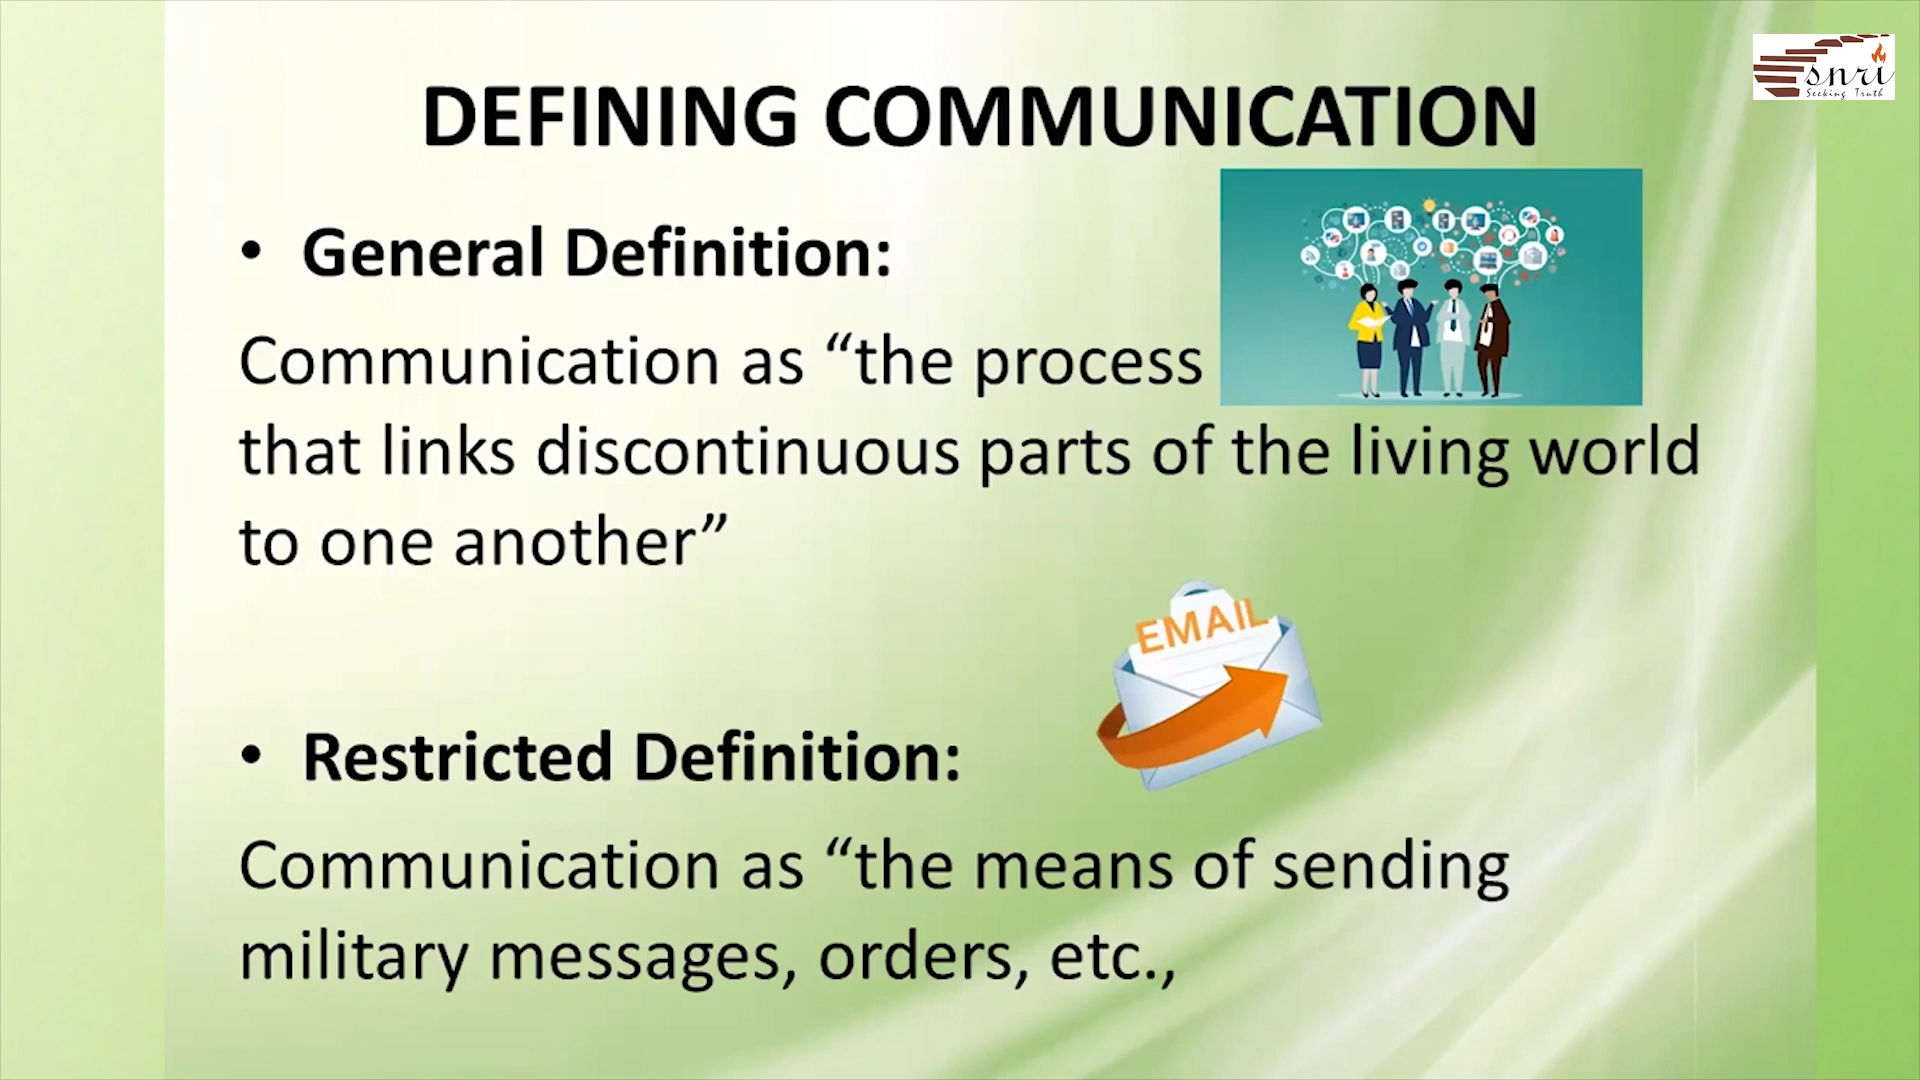 snri
Seeking Truth
DEFINING COMMUNICATION
• General Definition:
Communication as “the process
that links discontinuous parts of the living world
to one another”
EMAIL
• Restricted Definition:
Communication as “the means of sending
military messages, orders, etc.,